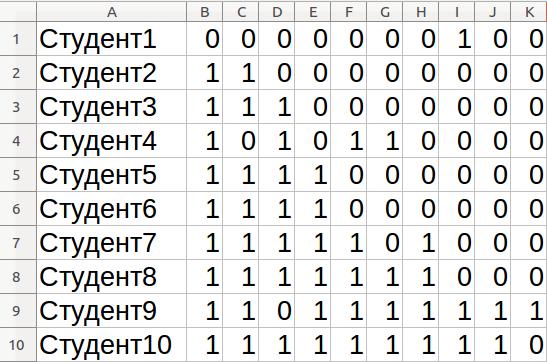 A B C D E F G H I J K
1 Студент1 0 0 0 0 0 0 0 1 0 0
2 Студент2 1 1 0 0 0 0 0 0 0 0
3 Студент3 1 1 1 0 0 0 0 0 0 0
4 Студент4 1 0 1 0 1 1 0 0 0 0
5 Студент5 1 1 1 1 0 0 0 0 0 0
6 Студент6 1 1 1 1 0 0 0 0 0 0
7 Студент7 1 1 1 1 1 0 1 0 0 0
8 Студент8 1 1 1 1 1 1 1 0 0 0
9 Студент9 1 1 0 1 1 1 1 1 1 1
10 Студент10 1 1 1 1 1 1 1 1 1 0